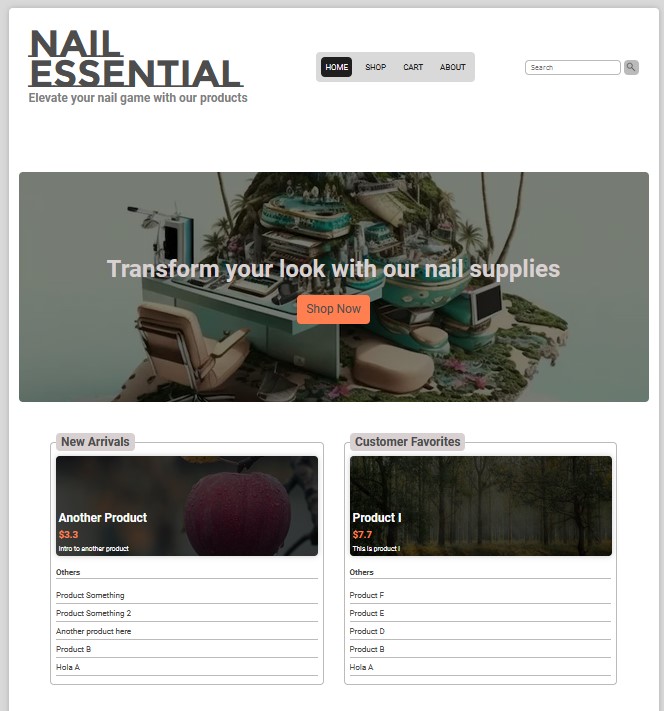 NAIL
ESSENTIAL
Elevate your nail game with our products
HOME SHOP CART ABOUT
Search
Transform your look with our nail supplies
Shop Now
New Arrivals
Another Product
$3.3
Intro to another product
Others
Product Something
Product Something 2
Another product here
Product B
Hola A
Customer Favorites
Product I
$7.7
This is product I
Others
Product F
Product E
Product D
Product B
Hola A